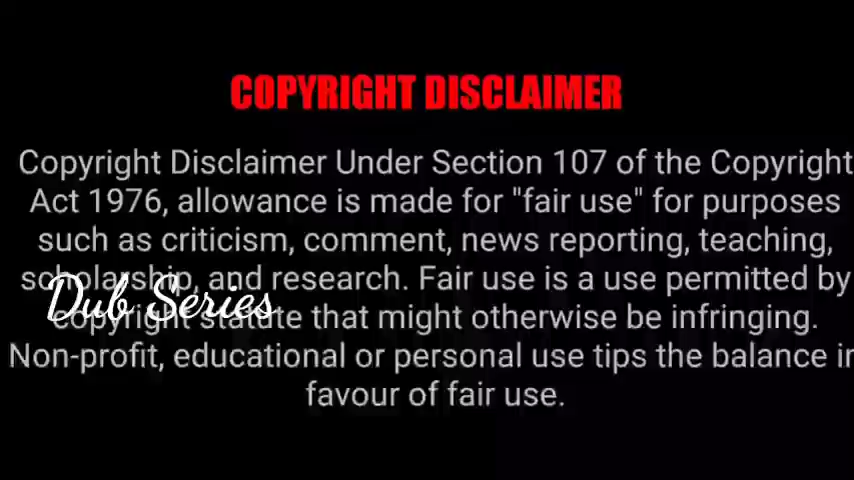 COPYRIGHT DISCLAIMER
Copyright Disclaimer Under Section 107 of the Copyright
Act 1976, allowance is made for "fair use" for purposes
such as criticism, comment, news reporting, teaching,
scholarship, and research. Fair use is a use permitted by
Dub Series
copyright statute that might otherwise be infringing.
Non-profit, educational or personal use tips the balance in
favour of fair use.